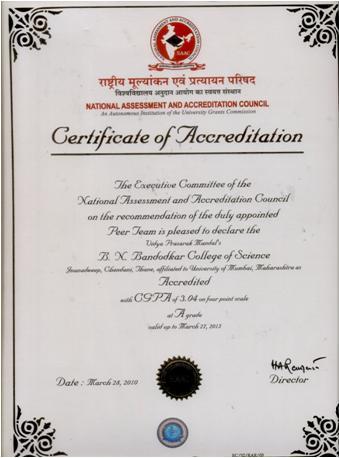 राष्ट्रीय मूल्यांकन एवं प्रत्यायन परिषद
विश्वविद्यालय अनुदान आयोग का स्वायत्त संस्थान
NATIONAL ASSESSMENT AND ACCREDITATION COUNCIL
An Autonomous Institution of the University Grants Commission
Certificate of Accreditation
The Executive Committee of the
National Assessment and Accreditation Council
on the recommendation of the duly appointed
Peer Team is pleased to declare the
Vidya Prasarak Mandal's
B. N. Bandodkar College of Science
Chendani, Thane, affiliated to University of Mumbai, Maharashtra as
Accredited
with CGPA of 3.04 on four point scale
at A grade
valid up to March 27, 2015
Date : March 28, 2010
Director